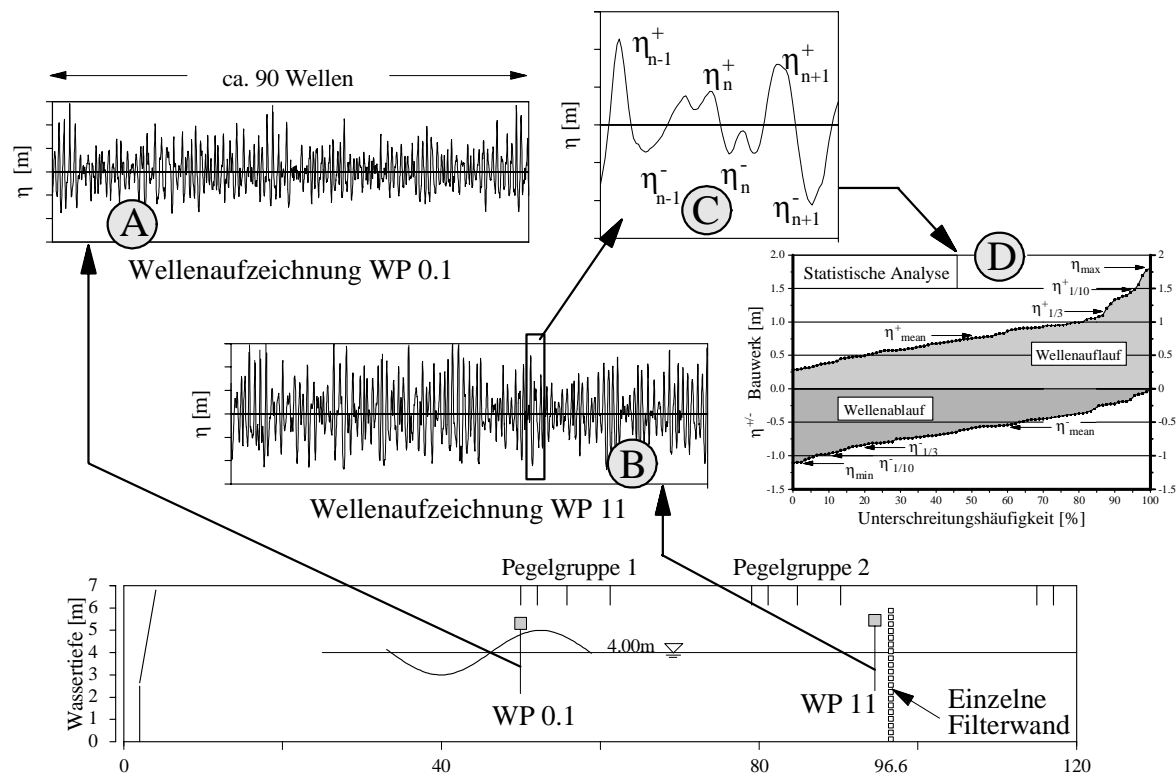 ca. 90 Wellen
η [m]
A
Wellenaufzeichnung WP 0.1
η [m]
η⁺ₙ₋₁
η⁺ₙ
η⁺ₙ₊₁
η⁻ₙ₋₁
η⁻ₙ
η⁻ₙ₊₁
C
η [m]
B
Wellenaufzeichnung WP 11
D
Statistische Analyse
η^{+/-} Bauwerk [m]
2.0
1.5
1.0
0.5
0.0
-0.5
-1.0
-1.5
2
1.5
1
0.5
0
-0.5
-1
-1.5
η_{max}
η⁺_{1/10}
η⁺_{1/3}
η⁺_{mean}
Wellenauflauf
Wellenablauf
η⁻_{mean}
η⁻_{1/3}
η⁻_{1/10}
η_{min}
0 10 20 30 40 50 60 70 80 90 100
Unterschreitungshäufigkeit [%]
Pegelgruppe 1
Pegelgruppe 2
Wassertiefe [m]
7
6
5
4
3
2
1
0
4.00m
WP 0.1
WP 11
Einzelne
Filterwand
0 40 80 96.6 120